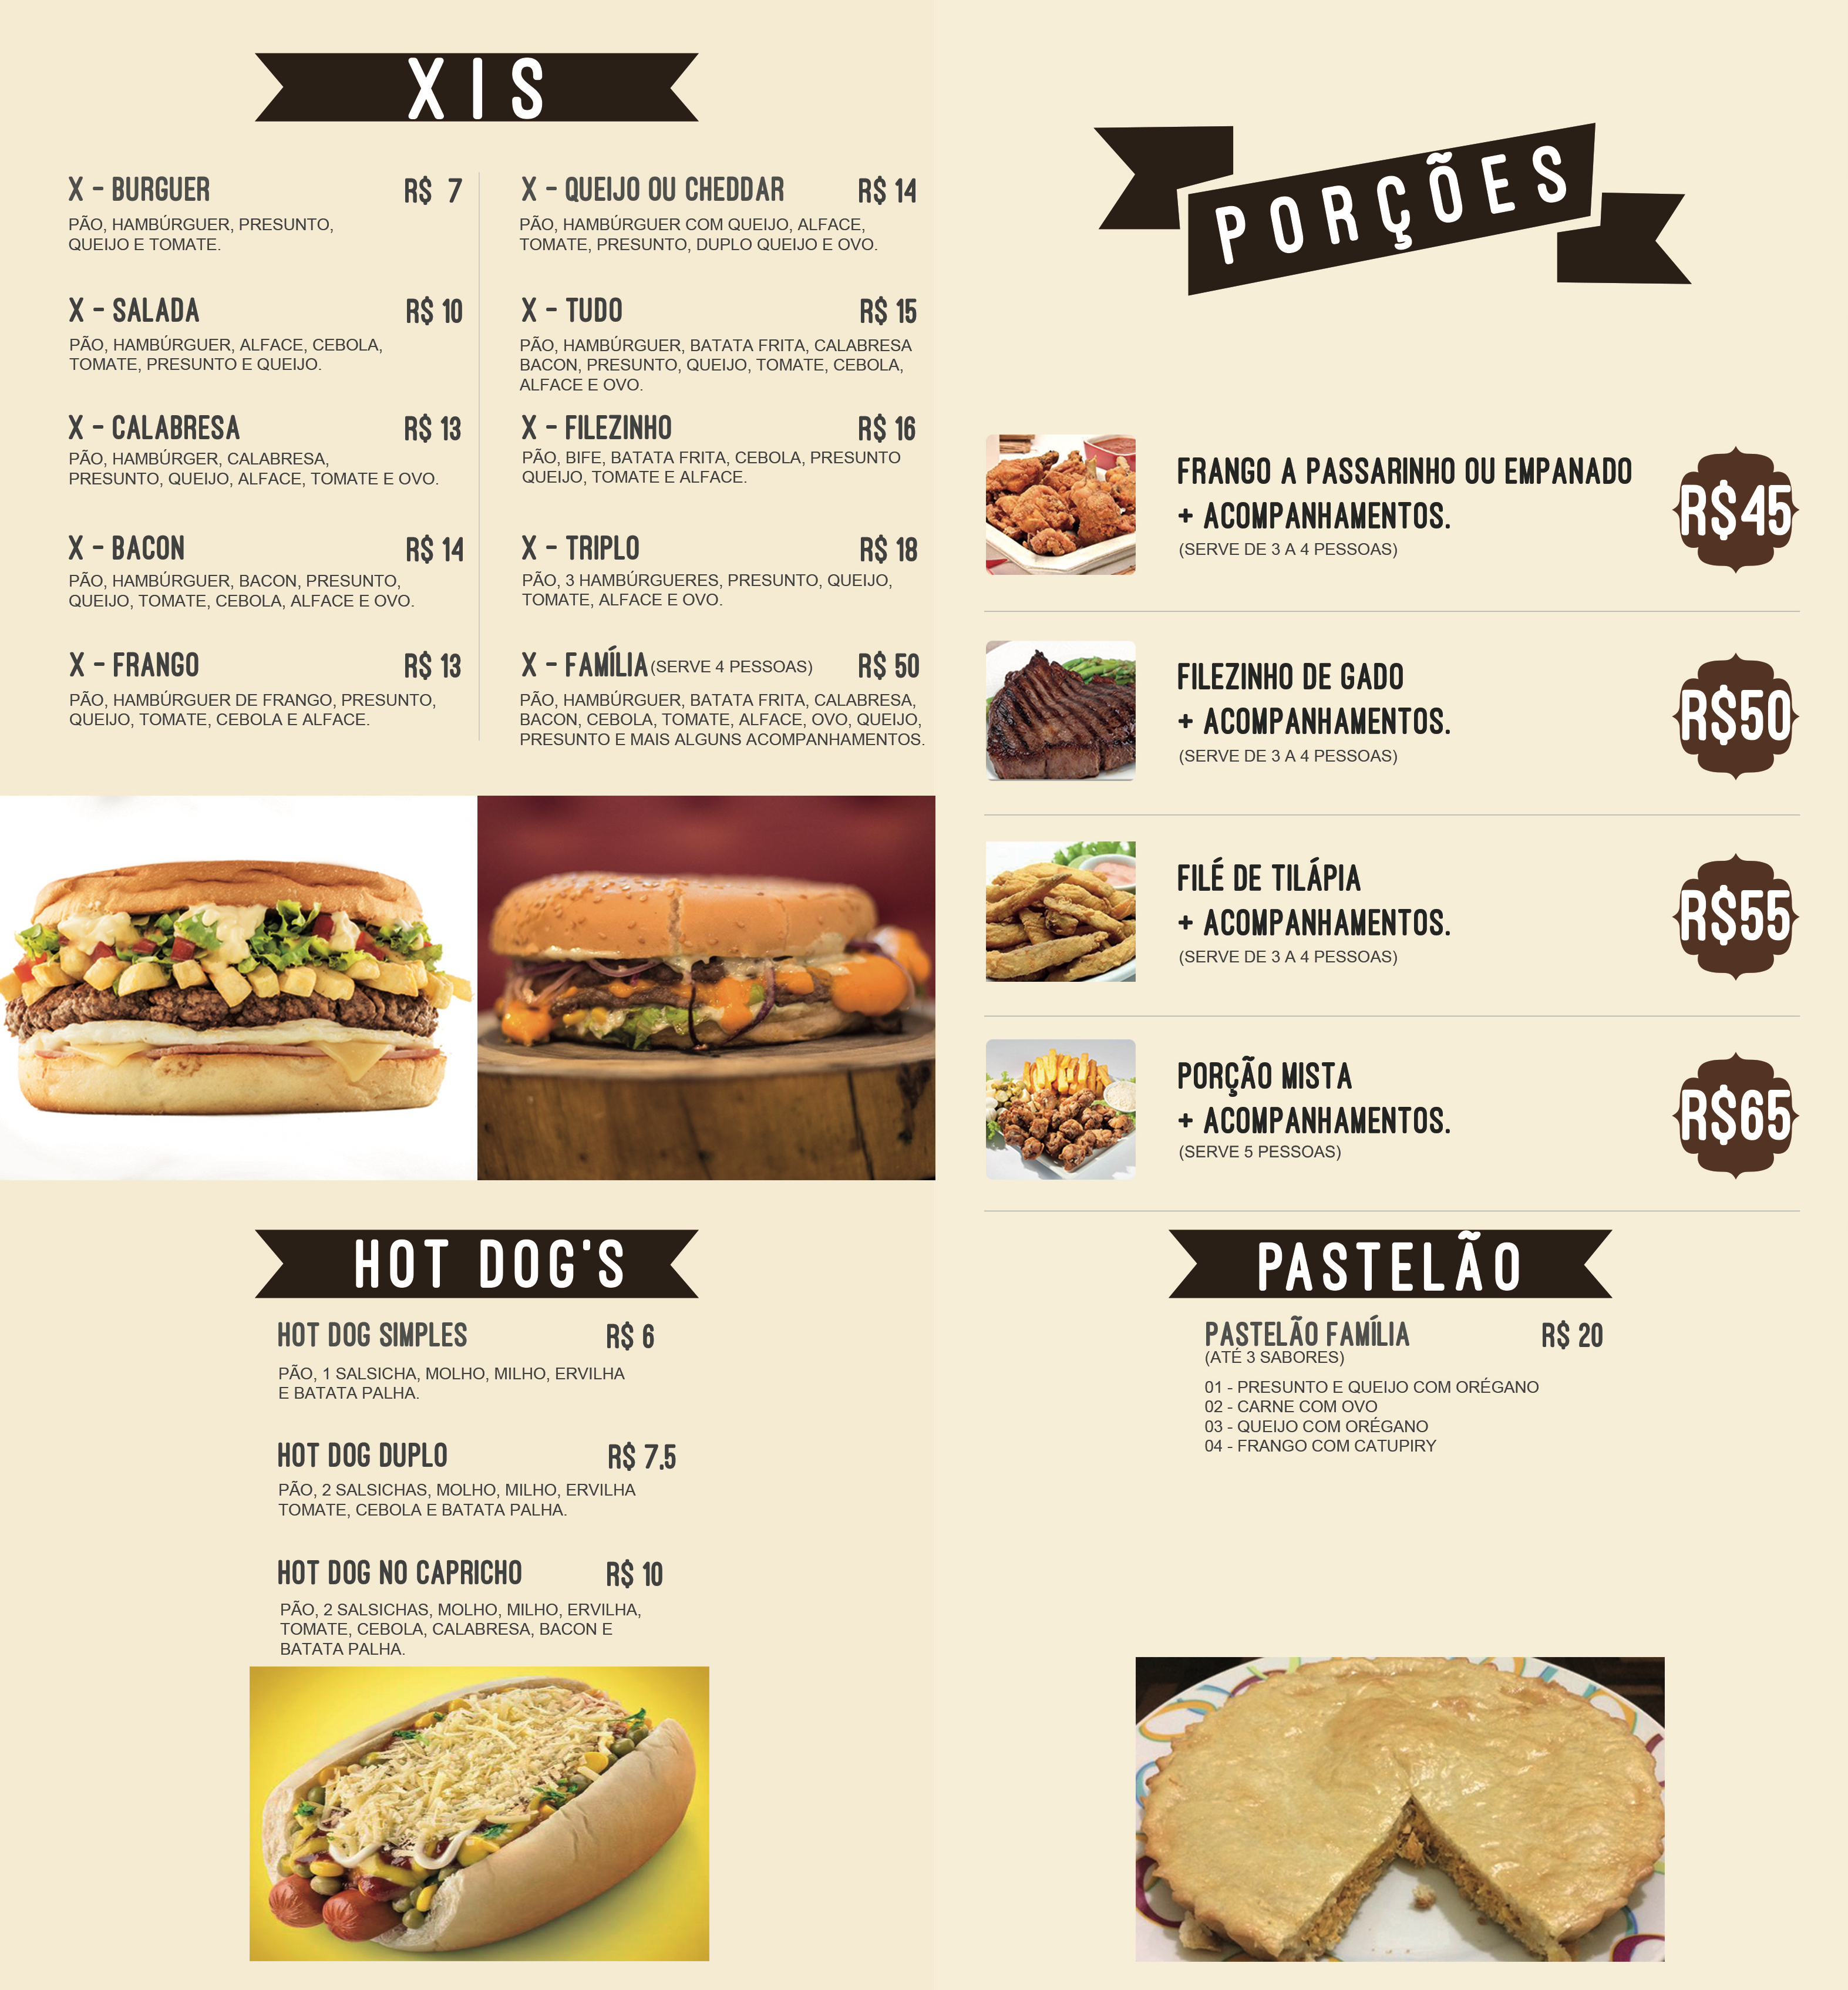 XIS
X - BURGUER R$ 7
PÃO, HAMBÚRGUER, PRESUNTO,
QUEIJO E TOMATE.
X - SALADA R$ 10
PÃO, HAMBÚRGUER, ALFACE, CEBOLA,
TOMATE, PRESUNTO E QUEIJO.
X - CALABRESA R$ 13
PÃO, HAMBÚRGER, CALABRESA,
PRESUNTO, QUEIJO, ALFACE, TOMATE E OVO.
X - BACON R$ 14
PÃO, HAMBÚRGUER, BACON, PRESUNTO,
QUEIJO, TOMATE, CEBOLA, ALFACE E OVO.
X - FRANGO R$ 13
PÃO, HAMBÚRGUER DE FRANGO, PRESUNTO,
QUEIJO, TOMATE, CEBOLA E ALFACE.
X - QUEIJO OU CHEDDAR R$ 14
PÃO, HAMBÚRGUER COM QUEIJO, ALFACE,
TOMATE, PRESUNTO, DUPLO QUEIJO E OVO.
X - TUDO R$ 15
PÃO, HAMBÚRGUER, BATATA FRITA, CALABRESA
BACON, PRESUNTO, QUEIJO, TOMATE, CEBOLA,
ALFACE E OVO.
X - FILEZINHO R$ 16
PÃO, BIFE, BATATA FRITA, CEBOLA, PRESUNTO
QUEIJO, TOMATE E ALFACE.
X - TRIPLO R$ 18
PÃO, 3 HAMBÚRGUERES, PRESUNTO, QUEIJO,
TOMATE, ALFACE E OVO.
X - FAMÍLIA (SERVE 4 PESSOAS) R$ 50
PÃO, HAMBÚRGUER, BATATA FRITA, CALABRESA,
BACON, CEBOLA, TOMATE, ALFACE, OVO, QUEIJO,
PRESUNTO E MAIS ALGUNS ACOMPANHAMENTOS.
HOT DOG'S
HOT DOG SIMPLES R$ 6
PÃO, 1 SALSICHA, MOLHO, MILHO, ERVILHA
E BATATA PALHA.
HOT DOG DUPLO R$ 7,5
PÃO, 2 SALSICHAS, MOLHO, MILHO, ERVILHA
TOMATE, CEBOLA E BATATA PALHA.
HOT DOG NO CAPRICHO R$ 10
PÃO, 2 SALSICHAS, MOLHO, MILHO, ERVILHA,
TOMATE, CEBOLA, CALABRESA, BACON E
BATATA PALHA.
PORÇÕES
FRANGO A PASSARINHO OU EMPANADO
+ ACOMPANHAMENTOS.
(SERVE DE 3 A 4 PESSOAS)
R$45
FILEZINHO DE GADO
+ ACOMPANHAMENTOS.
(SERVE DE 3 A 4 PESSOAS)
R$50
FILÉ DE TILÁPIA
+ ACOMPANHAMENTOS.
(SERVE DE 3 A 4 PESSOAS)
R$55
PORÇÃO MISTA
+ ACOMPANHAMENTOS.
(SERVE 5 PESSOAS)
R$65
PASTELÃO
PASTELÃO FAMÍLIA R$ 20
(ATÉ 3 SABORES)
01 - PRESUNTO E QUEIJO COM ORÉGANO
02 - CARNE COM OVO
03 - QUEIJO COM ORÉGANO
04 - FRANGO COM CATUPIRY